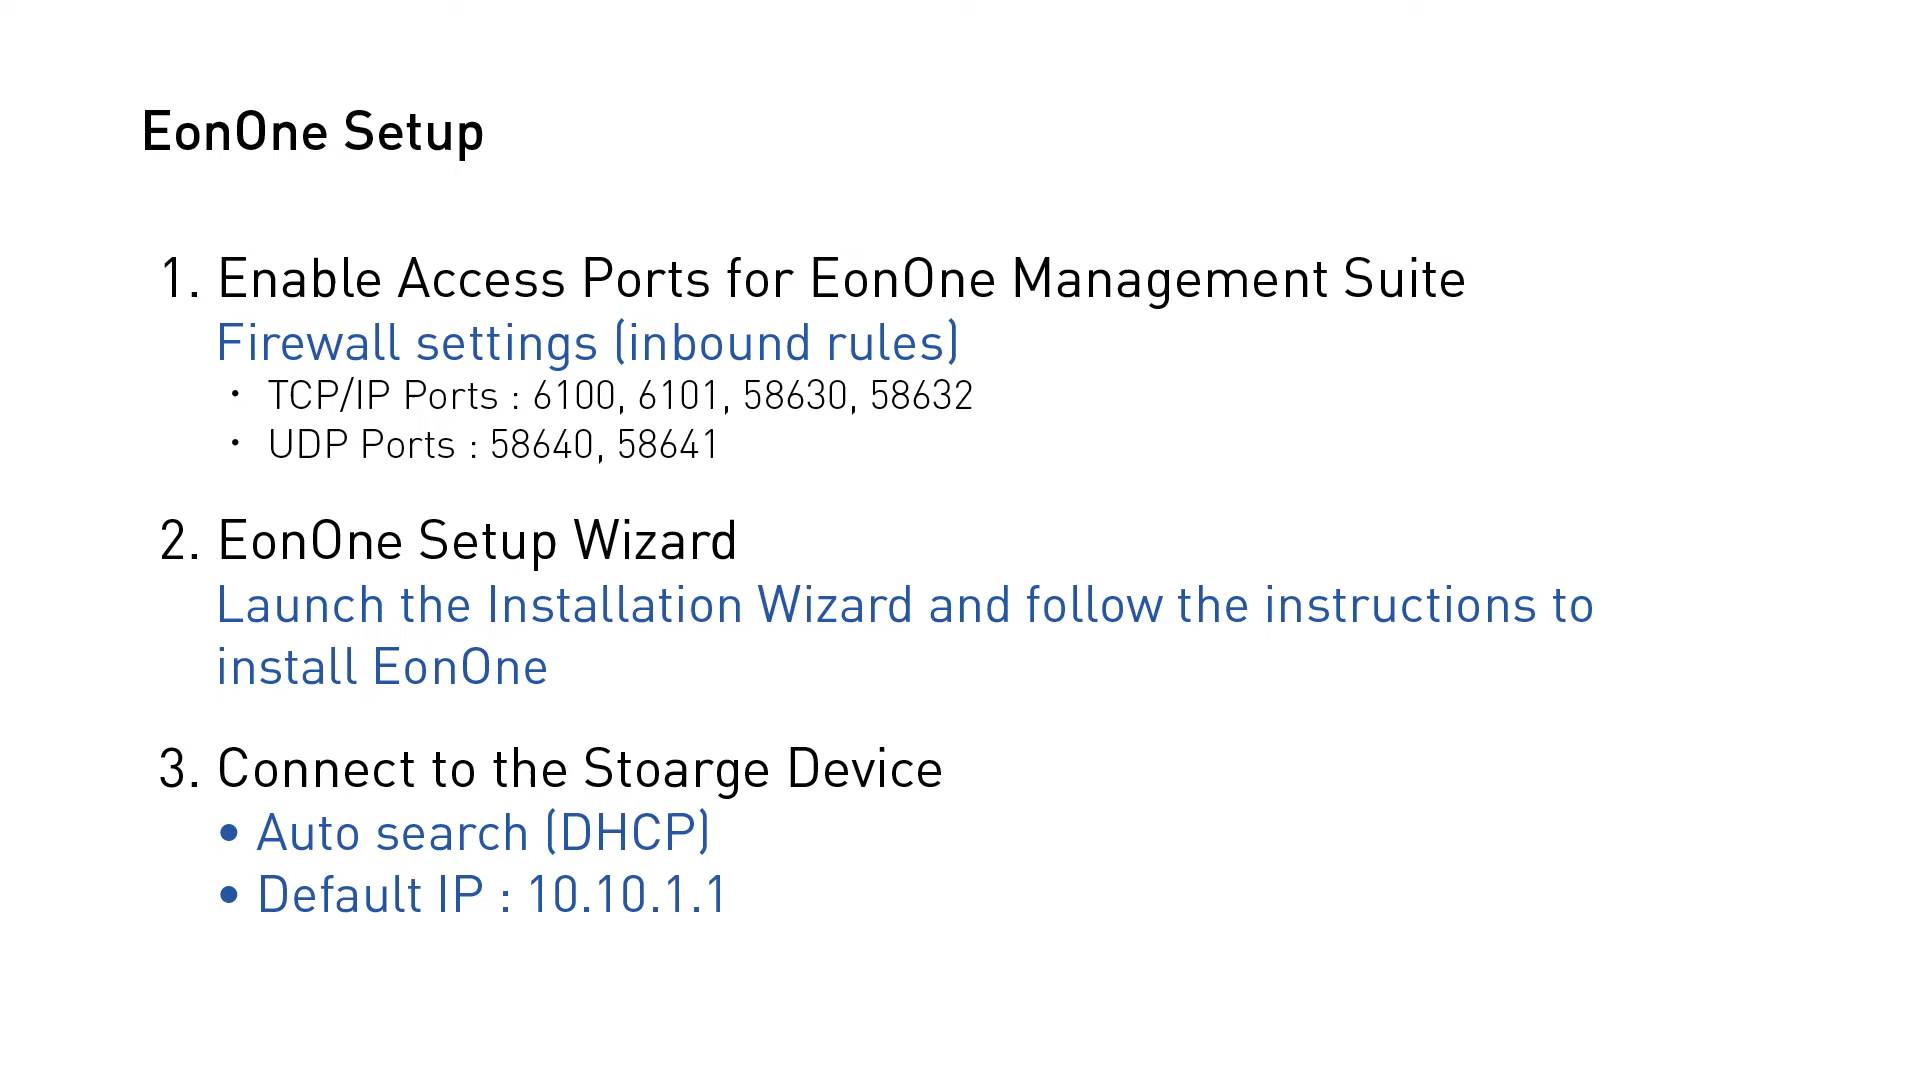 EonOne Setup
1. Enable Access Ports for EonOne Management Suite
Firewall settings (inbound rules)
· TCP/IP Ports : 6100, 6101, 58630, 58632
· UDP Ports : 58640, 58641
2. EonOne Setup Wizard
Launch the Installation Wizard and follow the instructions to
install EonOne
3. Connect to the Stoarge Device
• Auto search (DHCP)
• Default IP : 10.10.1.1